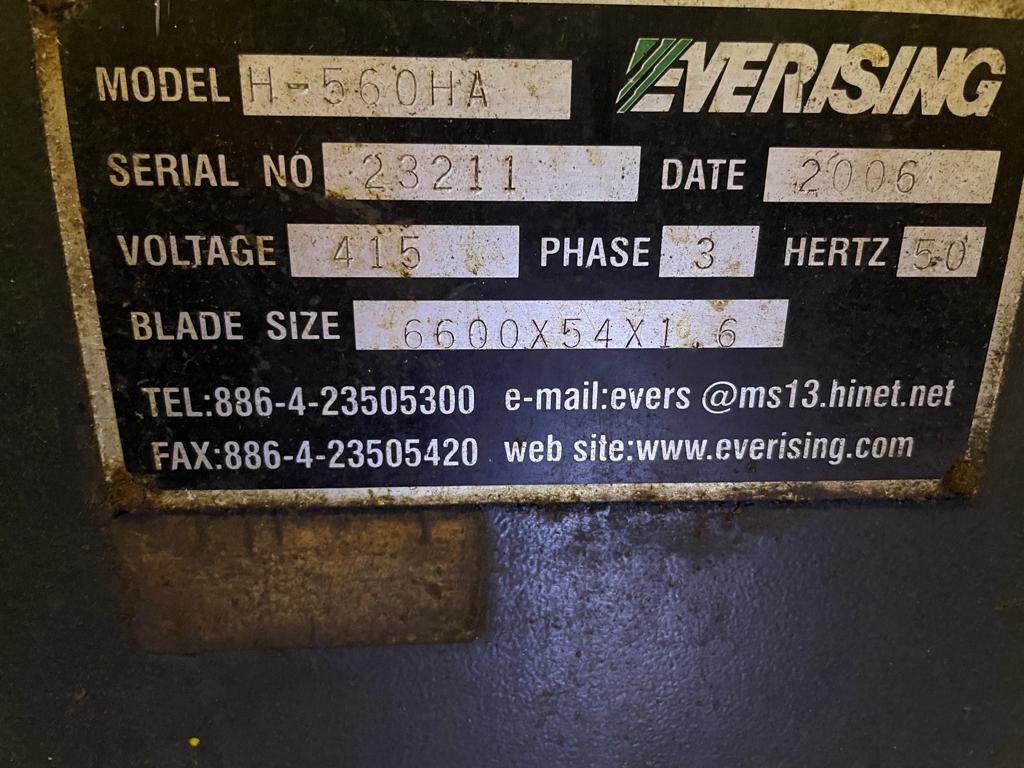 MODEL H-560HA EVERISING
SERIAL NO 23211 DATE 2006
VOLTAGE 415 PHASE 3 HERTZ 50
BLADE SIZE 6600X54X1.6
TEL:886-4-23505300 e-mail:evers @ms13.hinet.net
FAX:886-4-23505420 web site:www.everising.com